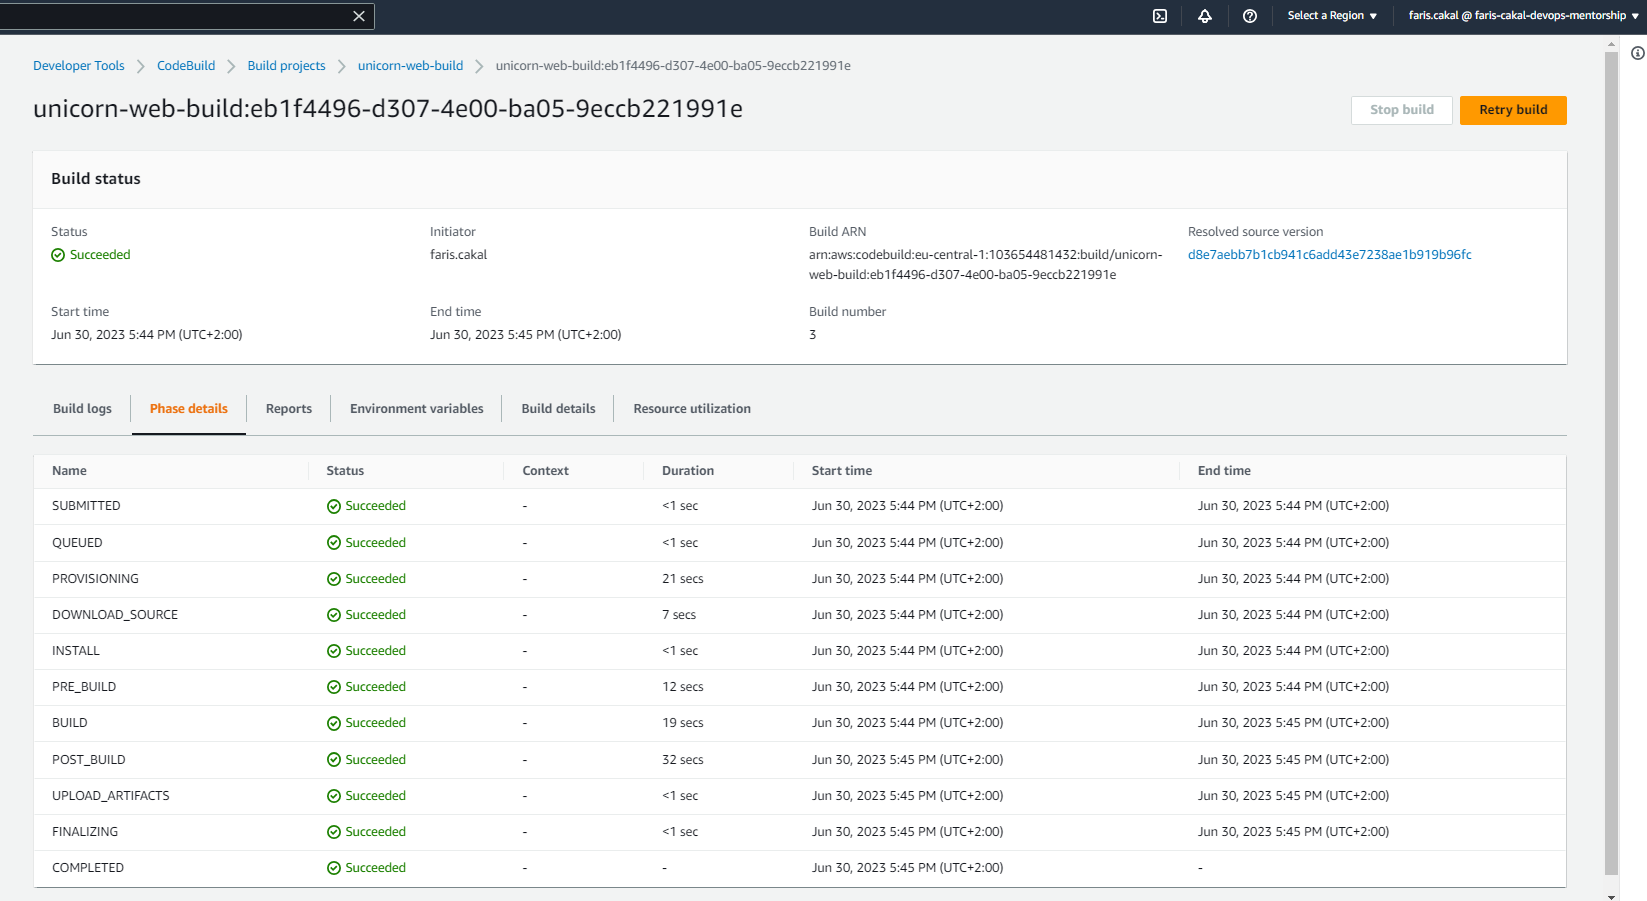 Select a Region ▼ faris.cakal @ faris-cakal-devops-mentorship ▼
Developer Tools > CodeBuild > Build projects > unicorn-web-build > unicorn-web-build:eb1f4496-d307-4e00-ba05-9eccb221991e
unicorn-web-build:eb1f4496-d307-4e00-ba05-9eccb221991e
Stop build Retry build
Build status
Status Initiator Build ARN Resolved source version
Succeeded faris.cakal arn:aws:codebuild:eu-central-1:103654481432:build/unicorn- d8e7aebb7b1cb941c6add43e7238ae1b919b96fc
web-build:eb1f4496-d307-4e00-ba05-9eccb221991e
Start time End time Build number
Jun 30, 2023 5:44 PM (UTC+2:00) Jun 30, 2023 5:45 PM (UTC+2:00) 3
Build logs Phase details Reports Environment variables Build details Resource utilization
Name Status Context Duration Start time End time
SUBMITTED Succeeded - <1 sec Jun 30, 2023 5:44 PM (UTC+2:00) Jun 30, 2023 5:44 PM (UTC+2:00)
QUEUED Succeeded - <1 sec Jun 30, 2023 5:44 PM (UTC+2:00) Jun 30, 2023 5:44 PM (UTC+2:00)
PROVISIONING Succeeded - 21 secs Jun 30, 2023 5:44 PM (UTC+2:00) Jun 30, 2023 5:44 PM (UTC+2:00)
DOWNLOAD_SOURCE Succeeded - 7 secs Jun 30, 2023 5:44 PM (UTC+2:00) Jun 30, 2023 5:44 PM (UTC+2:00)
INSTALL Succeeded - <1 sec Jun 30, 2023 5:44 PM (UTC+2:00) Jun 30, 2023 5:44 PM (UTC+2:00)
PRE_BUILD Succeeded - 12 secs Jun 30, 2023 5:44 PM (UTC+2:00) Jun 30, 2023 5:44 PM (UTC+2:00)
BUILD Succeeded - 19 secs Jun 30, 2023 5:44 PM (UTC+2:00) Jun 30, 2023 5:45 PM (UTC+2:00)
POST_BUILD Succeeded - 32 secs Jun 30, 2023 5:45 PM (UTC+2:00) Jun 30, 2023 5:45 PM (UTC+2:00)
UPLOAD_ARTIFACTS Succeeded - <1 sec Jun 30, 2023 5:45 PM (UTC+2:00) Jun 30, 2023 5:45 PM (UTC+2:00)
FINALIZING Succeeded - <1 sec Jun 30, 2023 5:45 PM (UTC+2:00) Jun 30, 2023 5:45 PM (UTC+2:00)
COMPLETED Succeeded - - Jun 30, 2023 5:45 PM (UTC+2:00) -